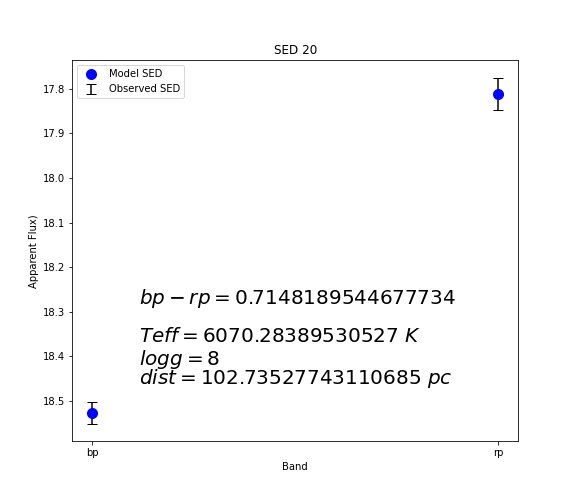 SED 20
Model SED
Observed SED
17.8
17.9
18.0
18.1
18.2
18.3
18.4
18.5
Apparent Flux)
bp − rp = 0.7148189544677734
Teff = 6070.28389530527 K
logg = 8
dist = 102.73527743110685 pc
bp
rp
Band